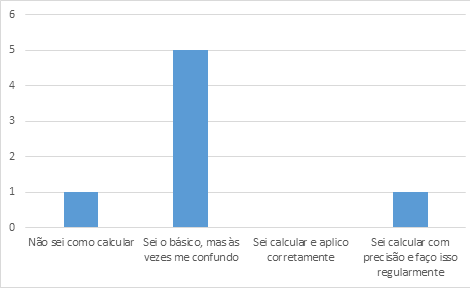 6
5
4
3
2
1
0
Não sei como calcular
Sei o básico, mas às
vezes me confundo
Sei calcular e aplico
corretamente
Sei calcular com
precisão e faço isso
regularmente